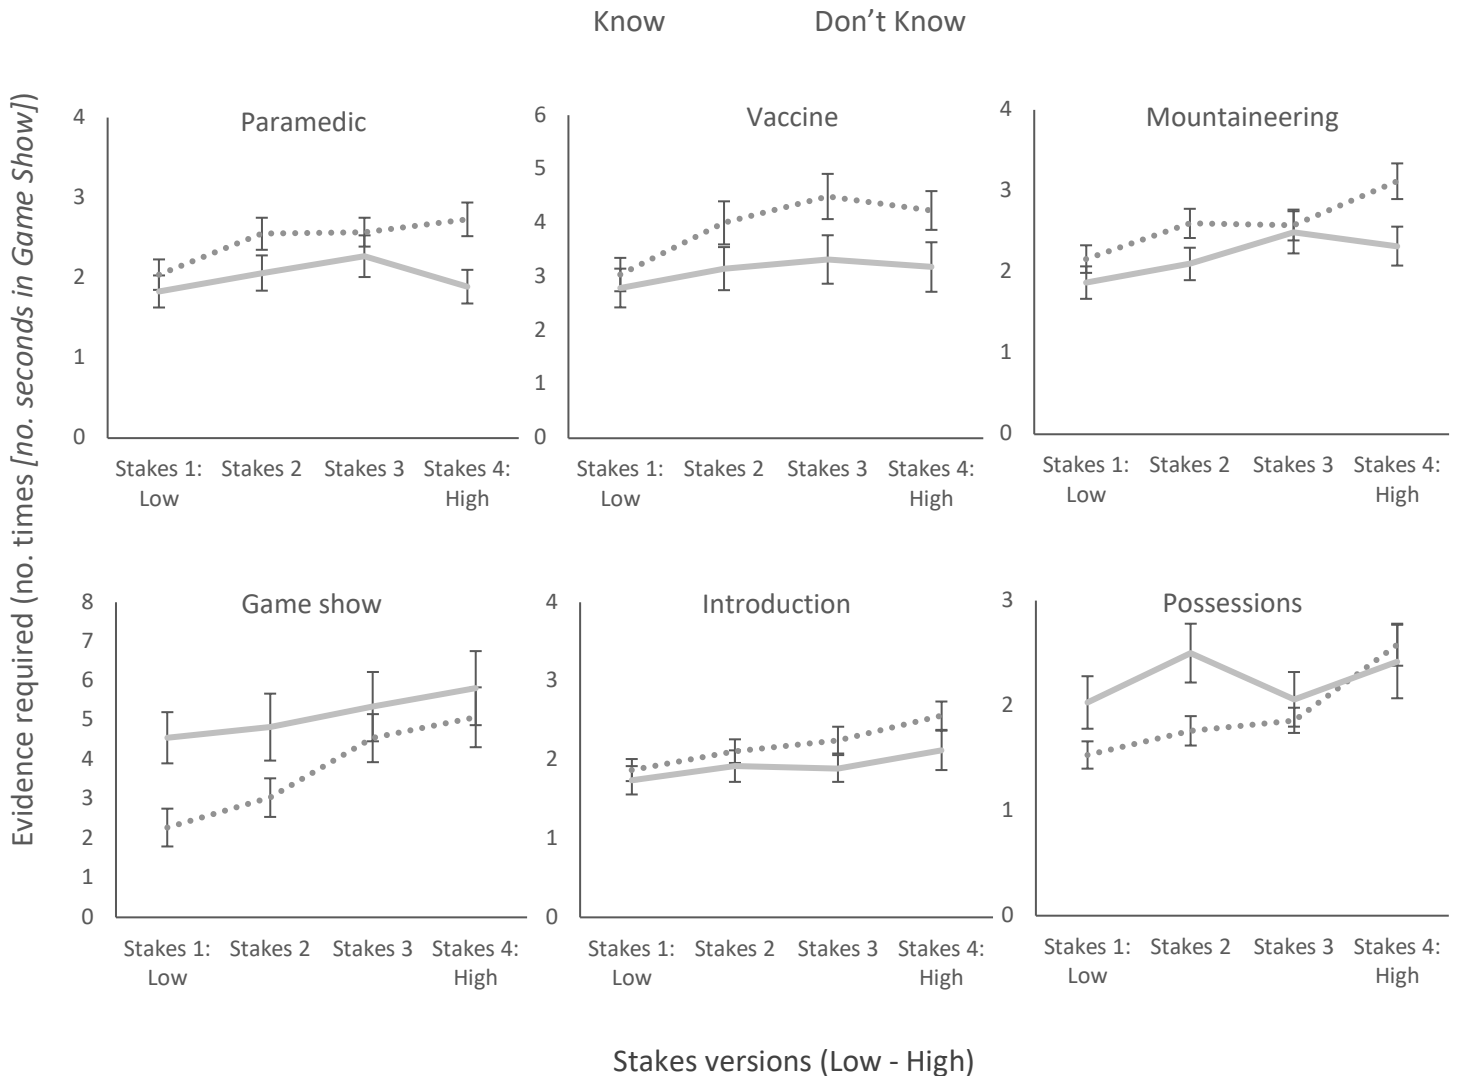 Know Don't Know
Evidence required (no. times [no. seconds in Game Show])
Paramedic
4
3
2
1
0
Stakes 1: Stakes 2 Stakes 3 Stakes 4:
Low High
Vaccine
6
5
4
3
2
1
0
Stakes 1: Stakes 2 Stakes 3 Stakes 4:
Low High
Mountaineering
4
3
2
1
0
Stakes 1: Stakes 2 Stakes 3 Stakes 4:
Low High
Game show
8
7
6
5
4
3
2
1
0
Stakes 1: Stakes 2 Stakes 3 Stakes 4:
Low High
Introduction
4
3
2
1
0
Stakes 1: Stakes 2 Stakes 3 Stakes 4:
Low High
Possessions
3
2
1
0
Stakes 1: Stakes 2 Stakes 3 Stakes 4:
Low High
Stakes versions (Low - High)